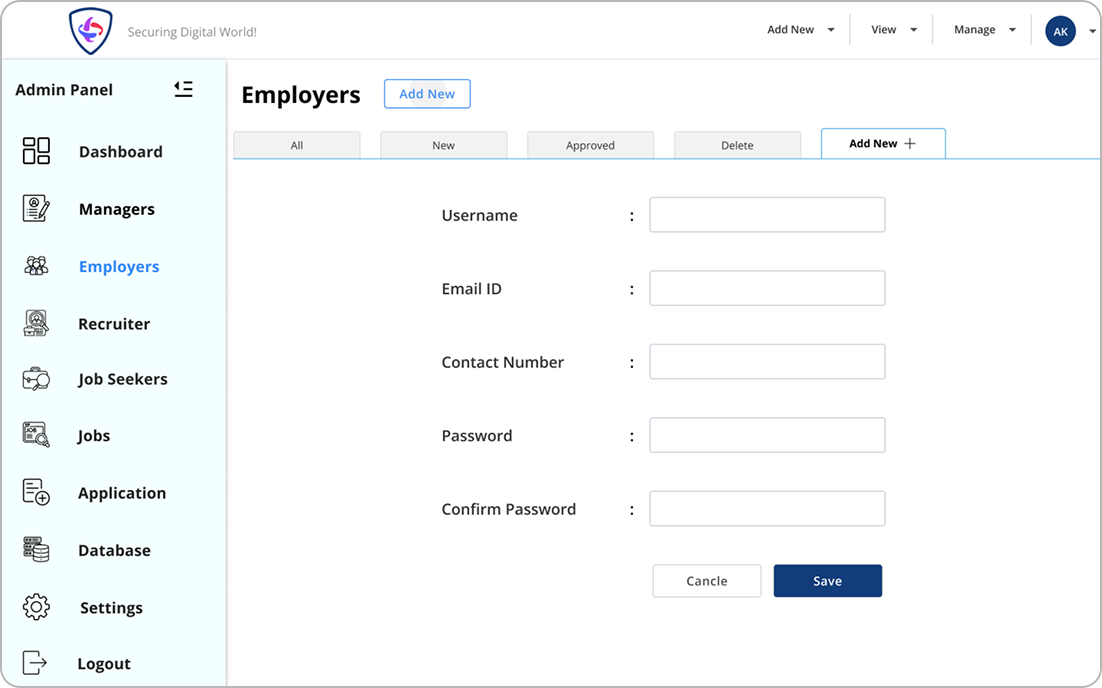 Securing Digital World!
Add New
View
Manage
AK
Admin Panel
Dashboard
Managers
Employers
Recruiter
Job Seekers
Jobs
Application
Database
Settings
Logout
Employers
Add New
All
New
Approved
Delete
Add New +
Username :
Email ID :
Contact Number :
Password :
Confirm Password :
Cancle
Save